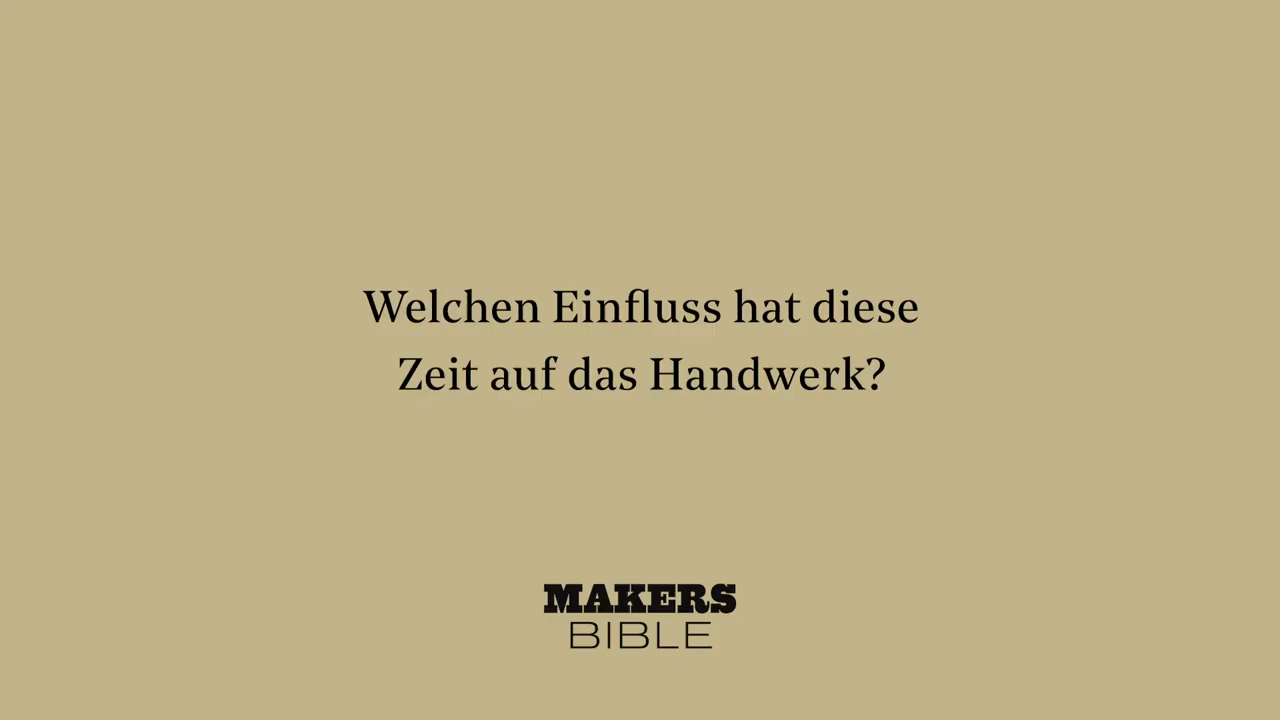 Welchen Einfluss hat diese
Zeit auf das Handwerk?
MAKERS
BIBLE